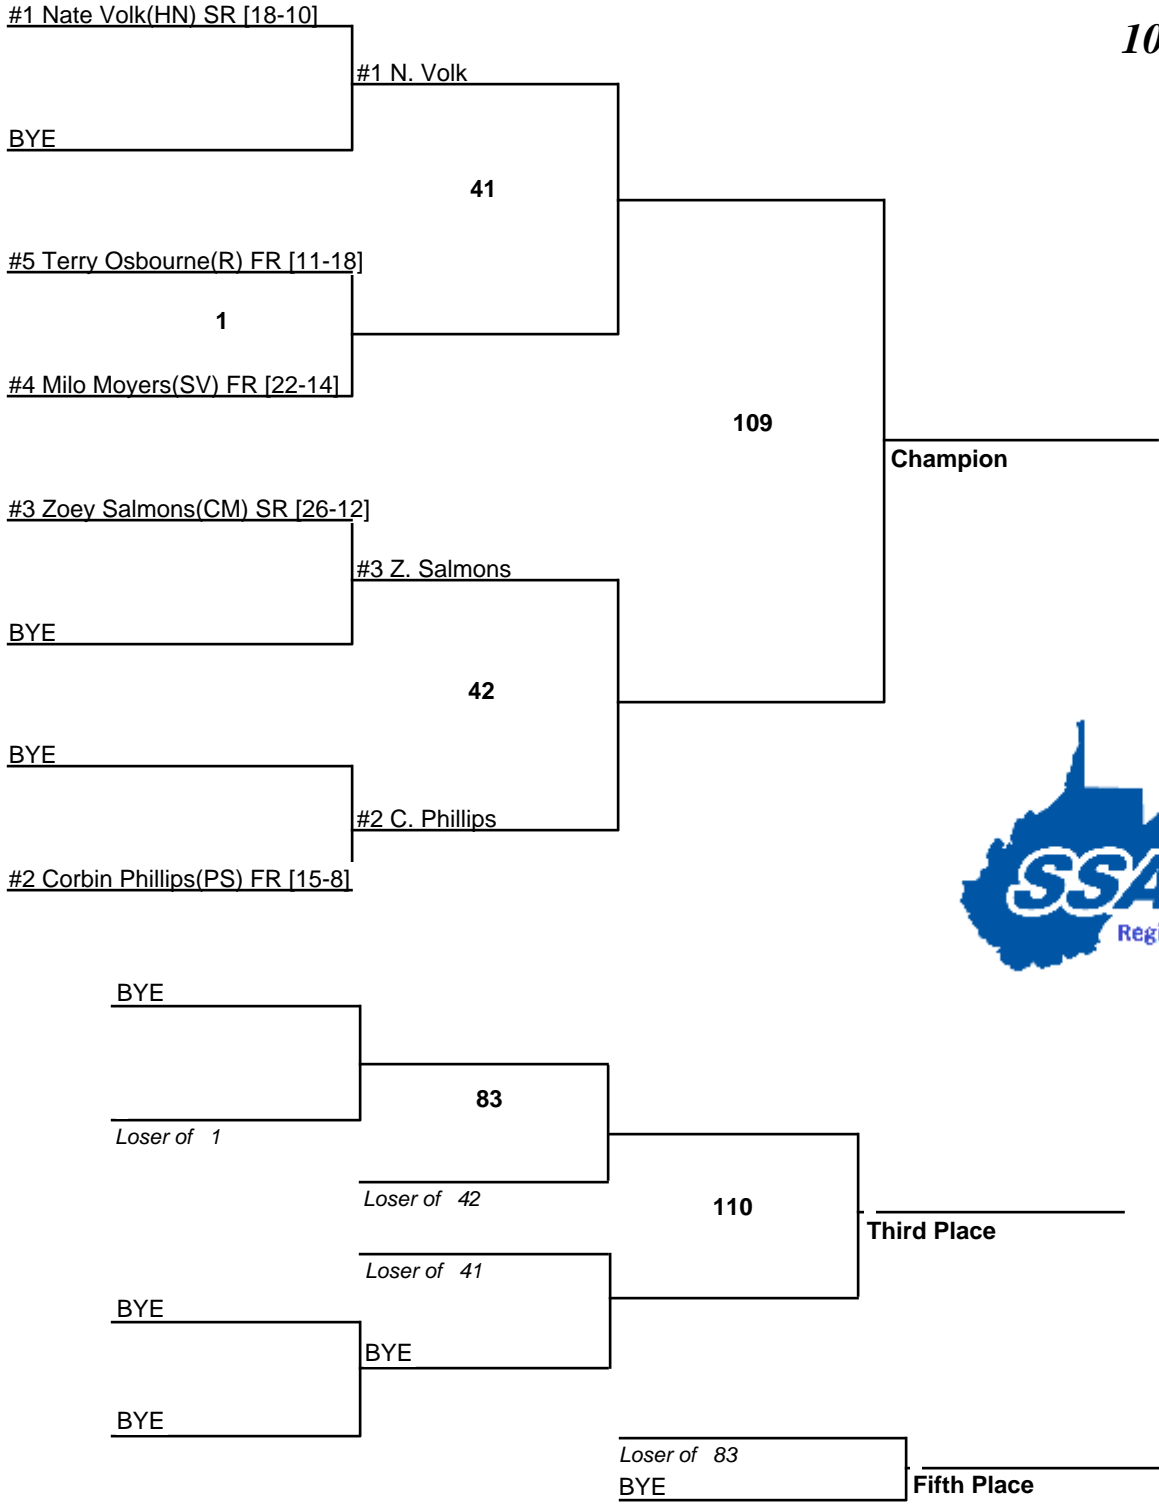 #1 Nate Volk(HN) SR [18-10]
10
#1 N. Volk
BYE
41
#5 Terry Osbourne(R) FR [11-18]
1
#4 Milo Moyers(SV) FR [22-14]
109
Champion
#3 Zoey Salmons(CM) SR [26-12]
#3 Z. Salmons
BYE
42
BYE
#2 C. Phillips
#2 Corbin Phillips(PS) FR [15-8]
SSA
Regi
BYE
83
Loser of 1
Loser of 42
110
Third Place
Loser of 41
BYE
BYE
BYE
Loser of 83
BYE
Fifth Place